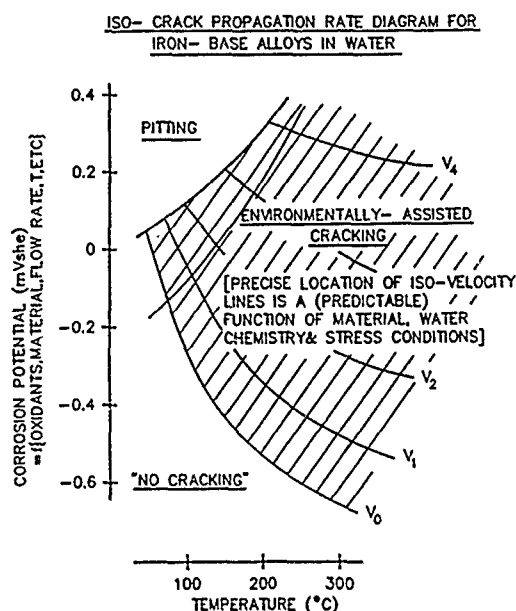 ISO- CRACK PROPAGATION RATE DIAGRAM FOR
IRON- BASE ALLOYS IN WATER
0.4
0.2
0
-0.2
-0.4
-0.6
CORROSION POTENTIAL (mVshe)
=f[OXIDANTS,MATERIAL,FLOW RATE,T,ETC]
PITTING
V4
ENVIRONMENTALLY- ASSISTED
CRACKING
[PRECISE LOCATION OF ISO-VELOCITY
LINES IS A (PREDICTABLE)
FUNCTION OF MATERIAL, WATER
CHEMISTRY& STRESS CONDITIONS]
V2
V1
"NO CRACKING"
V0
100
200
300
TEMPERATURE (°C)